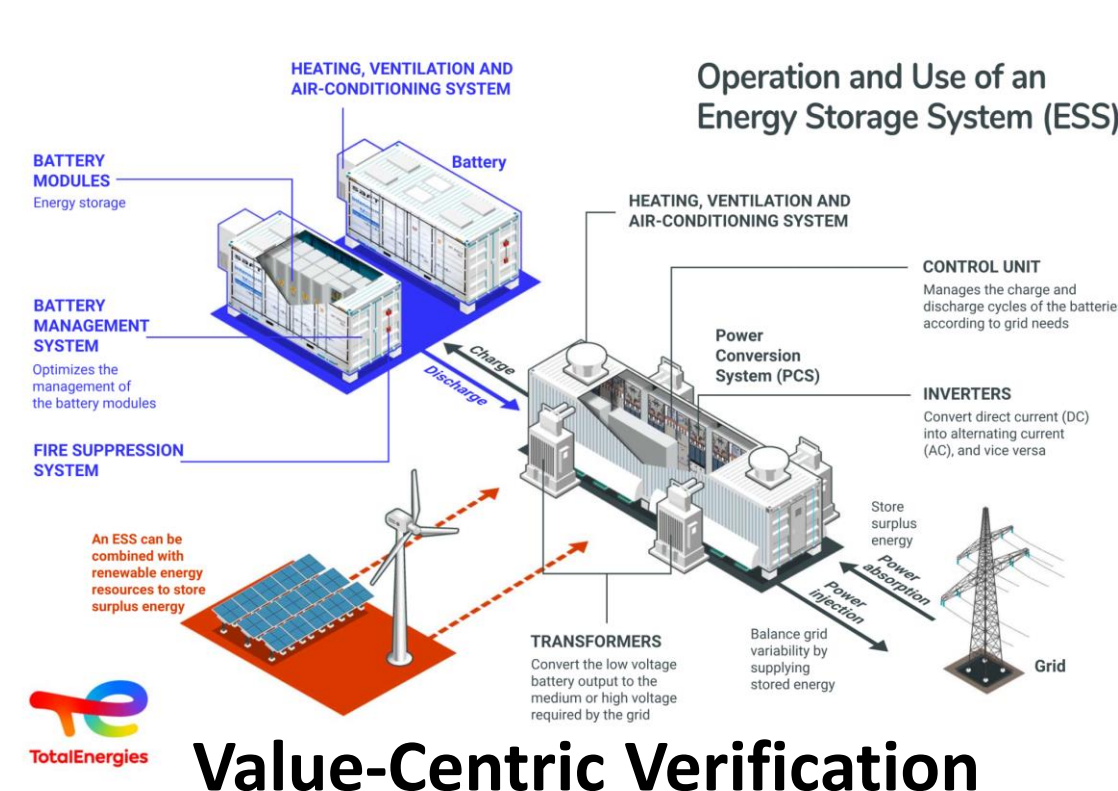 Operation and Use of an
Energy Storage System (ESS)
HEATING, VENTILATION AND
AIR-CONDITIONING SYSTEM
Battery
BATTERY
MODULES
Energy storage
BATTERY
MANAGEMENT
SYSTEM
Optimizes the
management of
the battery modules
FIRE SUPPRESSION
SYSTEM
saft
saft
Charge
Discharge
HEATING, VENTILATION AND
AIR-CONDITIONING SYSTEM
CONTROL UNIT
Manages the charge and
discharge cycles of the batterie
according to grid needs
Power
Conversion
System (PCS)
INVERTERS
Convert direct current (DC)
into alternating current
(AC), and vice versa
An ESS can be
combined with
renewable energy
resources to store
surplus energy
Store
surplus
energy
Power
absorption
Power
injection
Balance grid
variability by
supplying
stored energy
Grid
TRANSFORMERS
Convert the low voltage
battery output to the
medium or high voltage
required by the grid
TotalEnergies
Value-Centric Verification